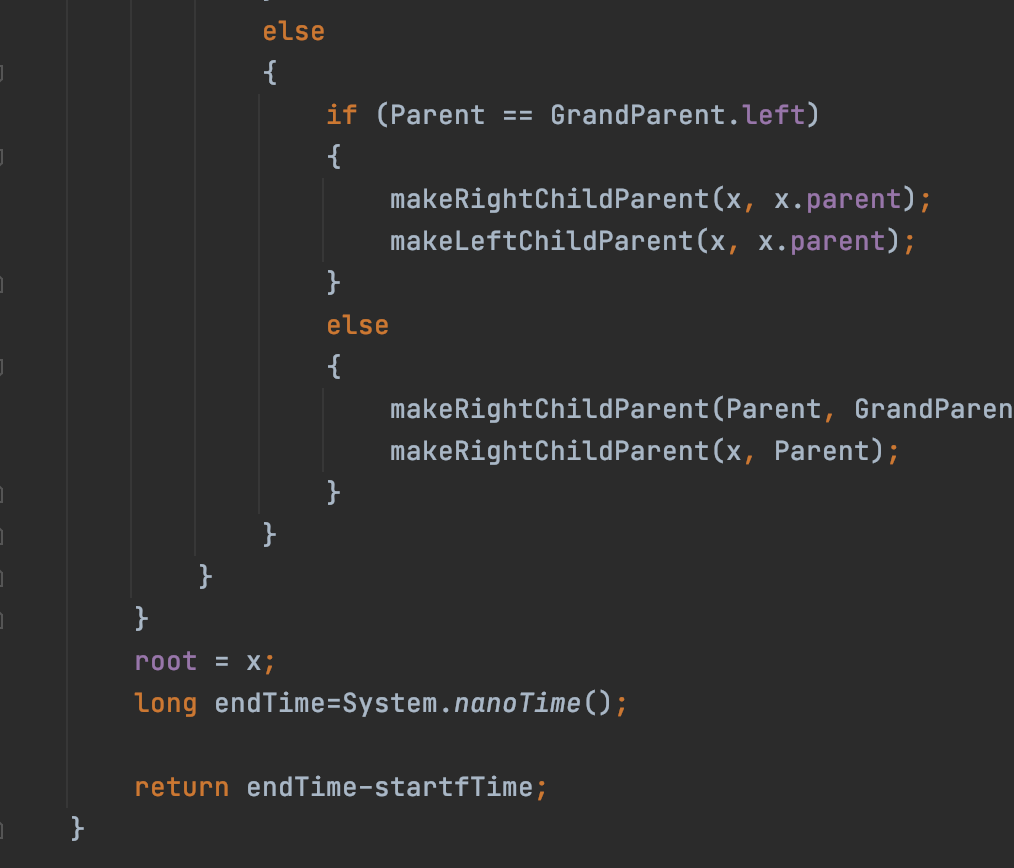 else
{
if (Parent == GrandParent.left)
{
makeRightChildParent(x, x.parent);
makeLeftChildParent(x, x.parent);
}
else
{
makeRightChildParent(Parent, GrandParen
makeRightChildParent(x, Parent);
}
}
}
}
root = x;
long endTime=System.nanoTime();
return endTime-startfTime;
}